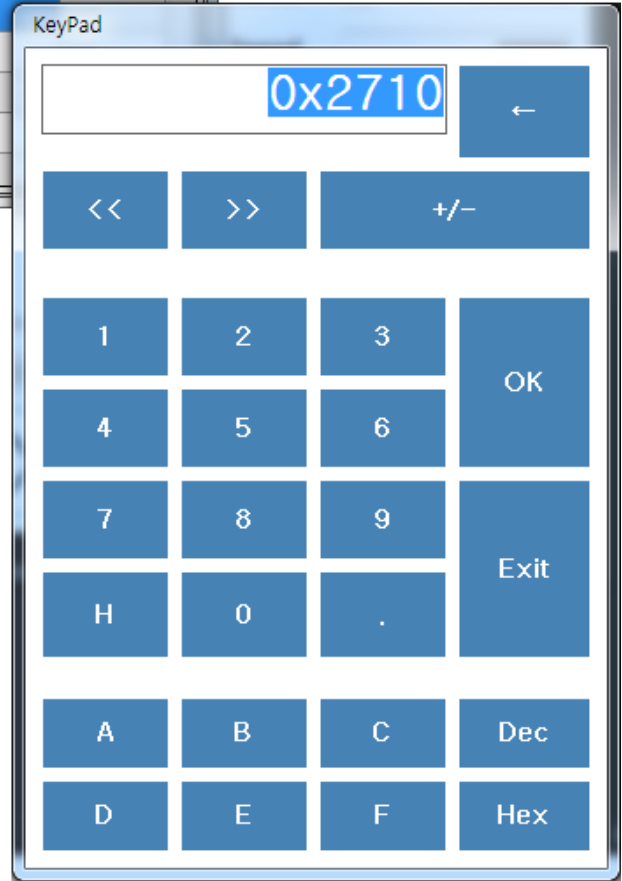 KeyPad
0x2710 ←
<< >> +/-
1 2 3
OK
4 5 6
7 8 9
Exit
H 0 .
A B C Dec
D E F Hex